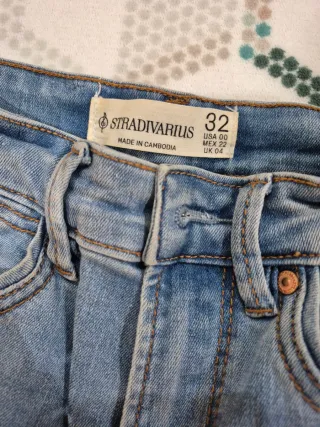 STRADIVARIUS
MADE IN CAMBODIA
32
USA 00
MEX 22
UK 04